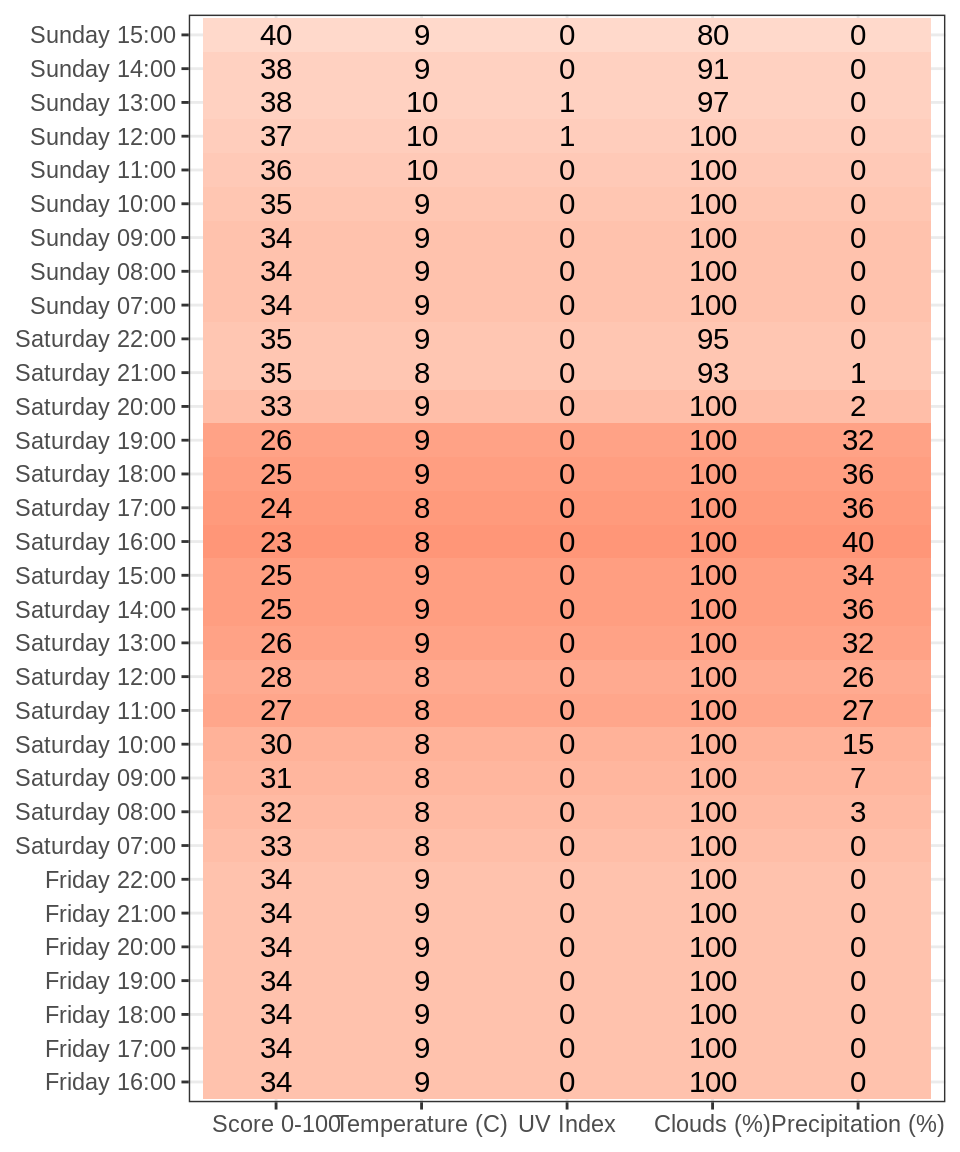 Sunday 15:00 40 9 0 80 0
Sunday 14:00 38 9 0 91 0
Sunday 13:00 38 10 1 97 0
Sunday 12:00 37 10 1 100 0
Sunday 11:00 36 10 0 100 0
Sunday 10:00 35 9 0 100 0
Sunday 09:00 34 9 0 100 0
Sunday 08:00 34 9 0 100 0
Sunday 07:00 34 9 0 100 0
Saturday 22:00 35 9 0 95 0
Saturday 21:00 35 8 0 93 1
Saturday 20:00 33 9 0 100 2
Saturday 19:00 26 9 0 100 32
Saturday 18:00 25 9 0 100 36
Saturday 17:00 24 8 0 100 36
Saturday 16:00 23 8 0 100 40
Saturday 15:00 25 9 0 100 34
Saturday 14:00 25 9 0 100 36
Saturday 13:00 26 9 0 100 32
Saturday 12:00 28 8 0 100 26
Saturday 11:00 27 8 0 100 27
Saturday 10:00 30 8 0 100 15
Saturday 09:00 31 8 0 100 7
Saturday 08:00 32 8 0 100 3
Saturday 07:00 33 8 0 100 0
Friday 22:00 34 9 0 100 0
Friday 21:00 34 9 0 100 0
Friday 20:00 34 9 0 100 0
Friday 19:00 34 9 0 100 0
Friday 18:00 34 9 0 100 0
Friday 17:00 34 9 0 100 0
Friday 16:00 34 9 0 100 0
Score 0-100 Temperature (C) UV Index Clouds (%) Precipitation (%)